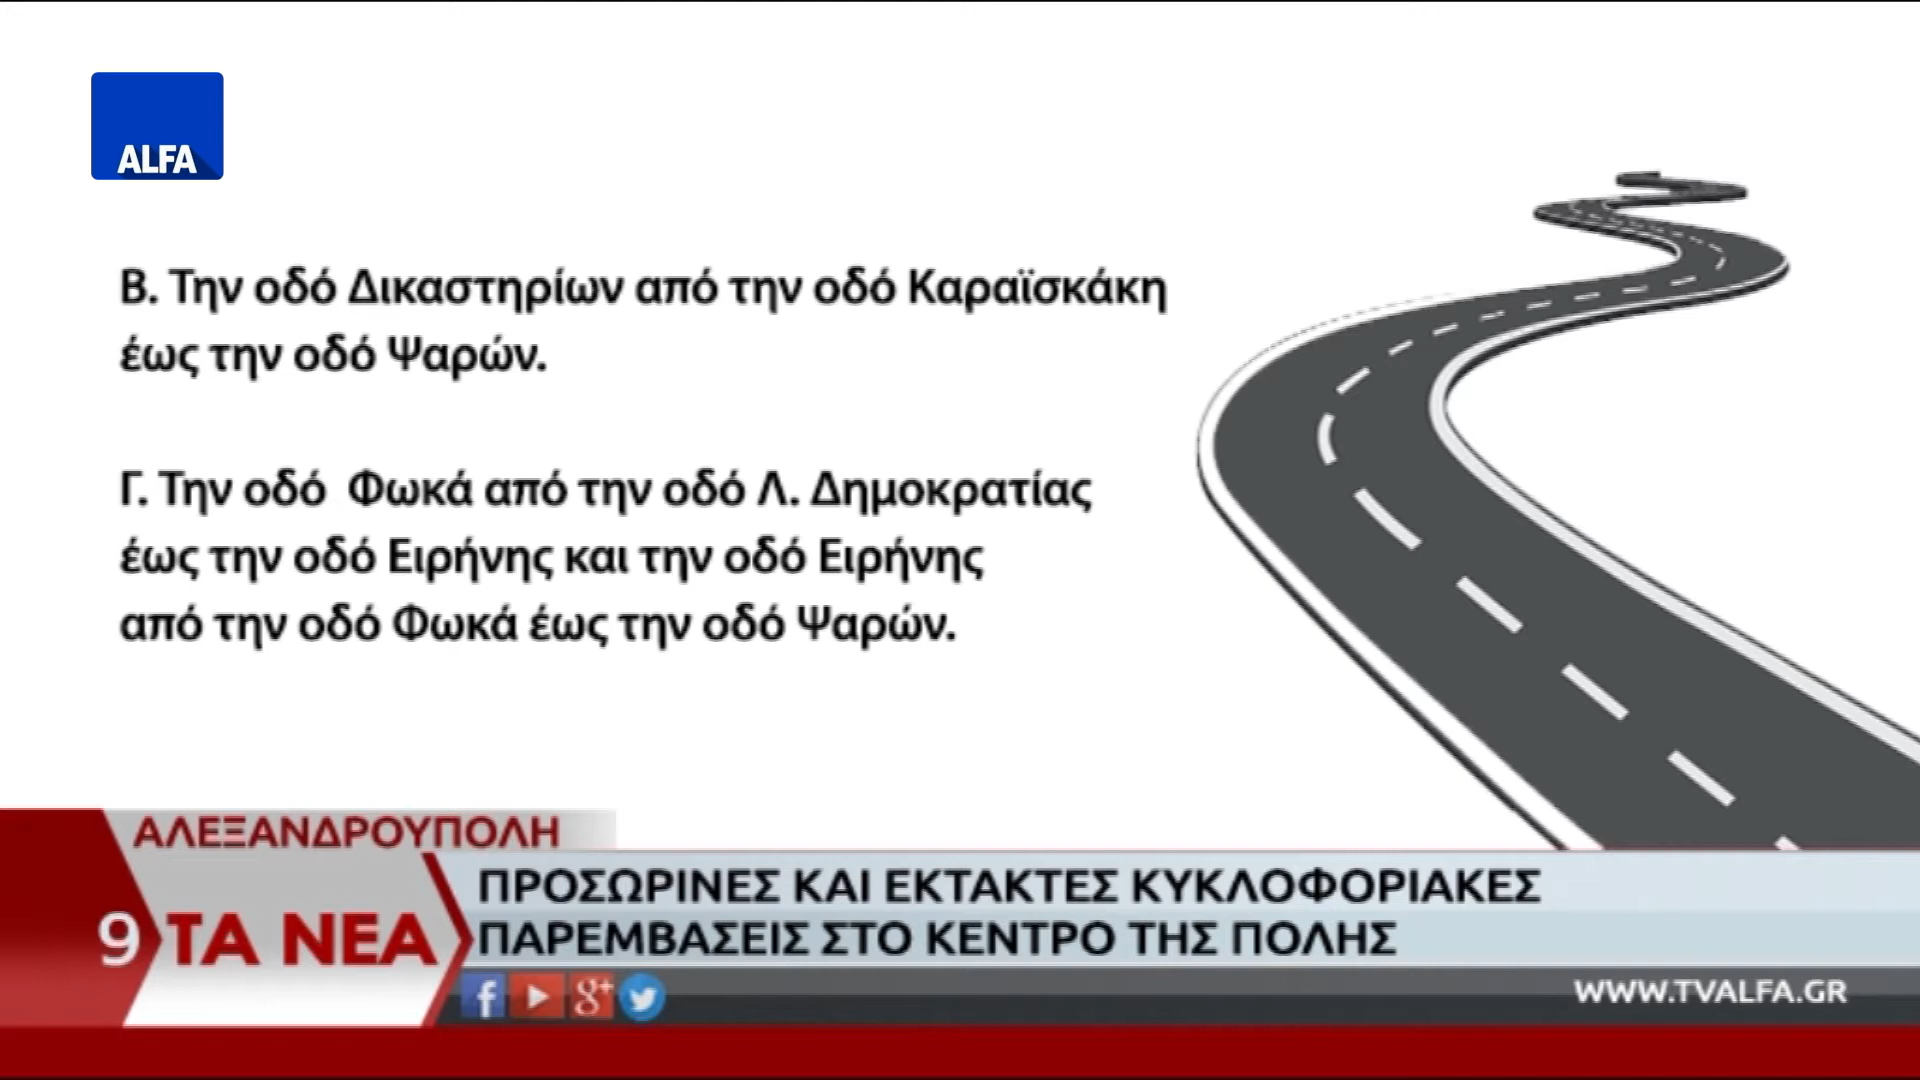 ALFA
Β. Την οδό Δικαστηρίων από την οδό Καραϊσκάκη
έως την οδό Ψαρών.
Γ. Την οδό Φωκά από την οδό Λ. Δημοκρατίας
έως την οδό Ειρήνης και την οδό Ειρήνης
από την οδό Φωκά έως την οδό Ψαρών.
ΑΛΕΞΑΝΔΡΟΥΠΟΛΗ
ΠΡΟΣΩΡΙΝΕΣ ΚΑΙ ΕΚΤΑΚΤΕΣ ΚΥΚΛΟΦΟΡΙΑΚΕΣ
ΠΑΡΕΜΒΑΣΕΙΣ ΣΤΟ ΚΕΝΤΡΟ ΤΗΣ ΠΟΛΗΣ
9 ΤΑ ΝΕΑ
f g+
WWW.TVALFA.GR